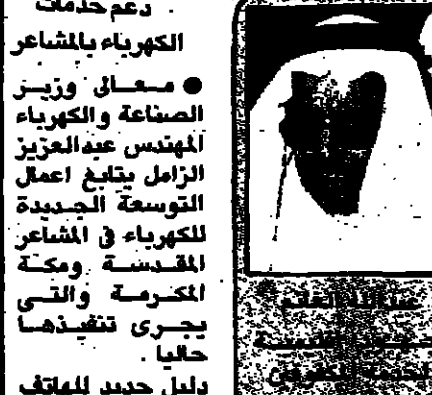 دعم خدمات
الكهرباء بالمشاعر
● معالي وزير
الصناعة والكهرباء
المهندس عبدالعزيز
الزامل يتابع اعمال
التوسعة الجديدة
للكهرباء في المشاعر
المقدسة ومكة
المكرمة والتي
يجرى تنفيذها
حاليا .
دليل جديد للهاتف